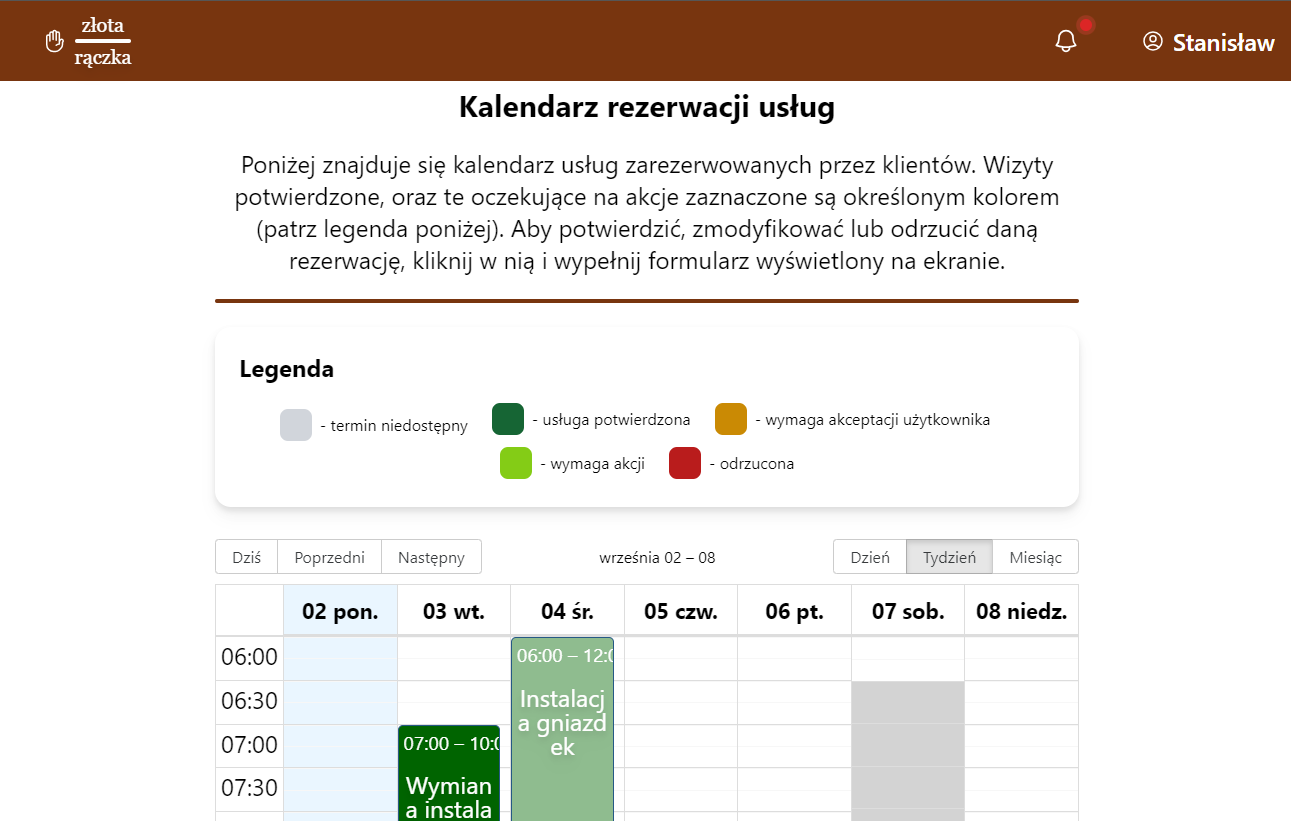 złota
rączka
Stanisław
Kalendarz rezerwacji usług
Poniżej znajduje się kalendarz usług zarezerwowanych przez klientów. Wizyty
potwierdzone, oraz te oczekujące na akcje zaznaczone są określonym kolorem
(patrz legenda poniżej). Aby potwierdzić, zmodyfikować lub odrzucić daną
rezerwację, kliknij w nią i wypełnij formularz wyświetlony na ekranie.
Legenda
- termin niedostępny - usługa potwierdzona - wymaga akceptacji użytkownika
- wymaga akcji - odrzucona
Dziś Poprzedni Następny września 02 – 08 Dzień Tydzień Miesiąc
02 pon. 03 wt. 04 śr. 05 czw. 06 pt. 07 sob. 08 niedz.
06:00
06:00 – 12:0
06:30
Instalacj
a gniazd
ek
07:00
07:00 – 10:0
07:30
Wymian
a instala